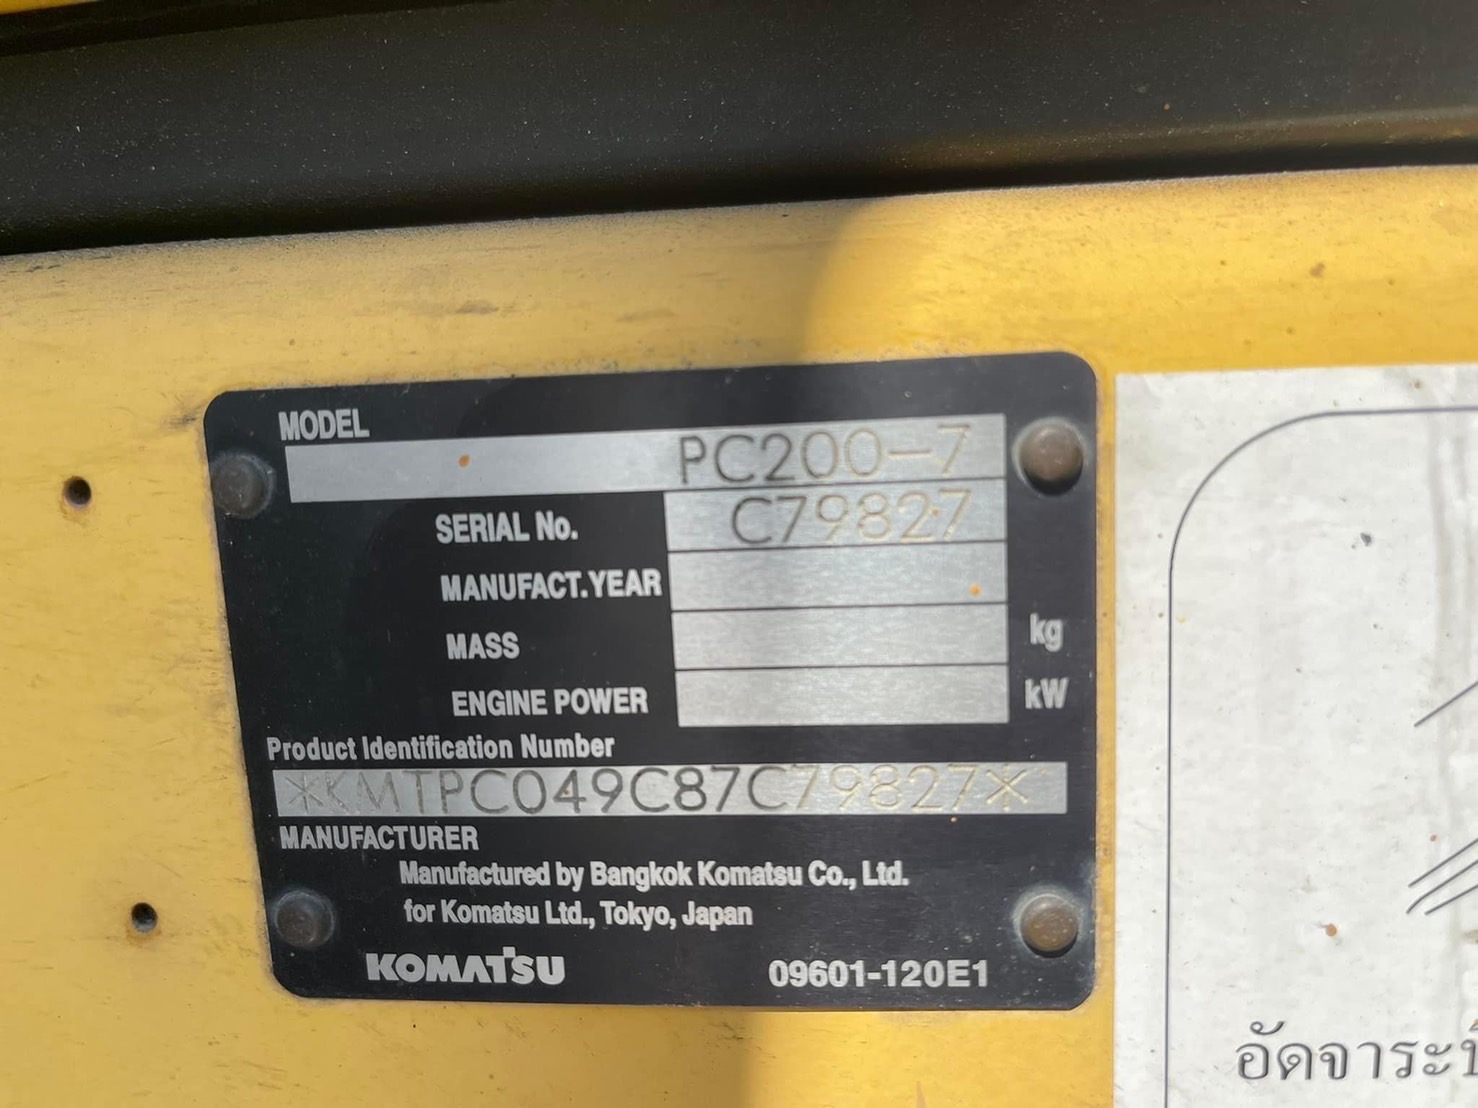 MODEL
PC200-7
SERIAL No. C79827
MANUFACT.YEAR
MASS kg
ENGINE POWER kW
Product Identification Number
*KMTPC049C87C79827*
MANUFACTURER
Manufactured by Bangkok Komatsu Co., Ltd.
for Komatsu Ltd., Tokyo, Japan
KOMATSU 09601-120E1
อัดจาระบี